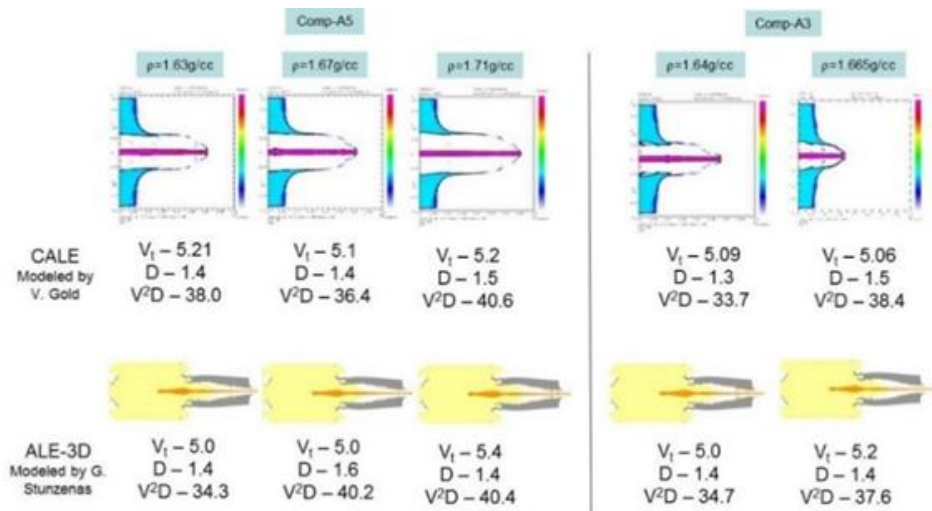 Comp-A5
Comp-A3
ρ=1.63g/cc
ρ=1.67g/cc
ρ=1.71g/cc
ρ=1.64g/cc
ρ=1.665g/cc
CALE
Modeled by
V. Gold
Vt – 5.21
D – 1.4
V²D – 38.0
Vt – 5.1
D – 1.4
V²D – 36.4
Vt – 5.2
D – 1.5
V²D – 40.6
Vt – 5.09
D – 1.3
V²D – 33.7
Vt – 5.06
D – 1.5
V²D – 38.4
ALE-3D
Modeled by G.
Stunzenas
Vt – 5.0
D – 1.4
V²D – 34.3
Vt – 5.0
D – 1.6
V²D – 40.2
Vt – 5.4
D – 1.4
V²D – 40.4
Vt – 5.0
D – 1.4
V²D – 34.7
Vt – 5.2
D – 1.4
V²D – 37.6